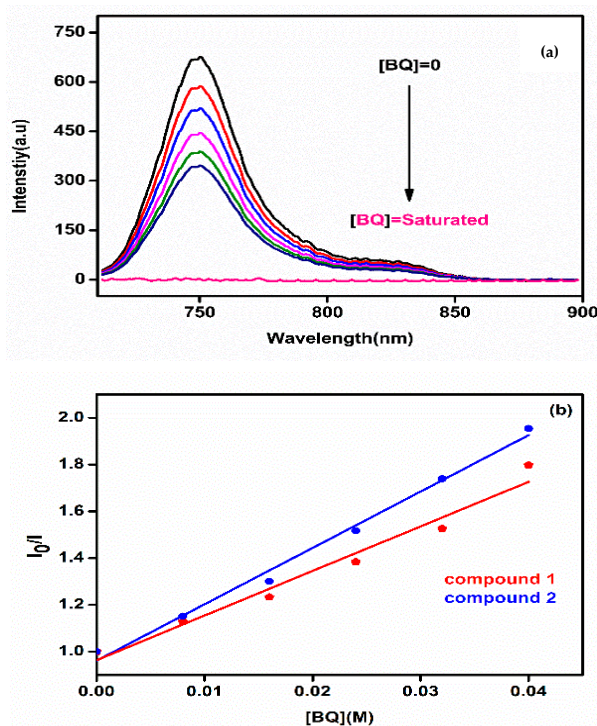 (a)
[BQ]=0
[BQ]=Saturated
Intenstiy(a.u)
750
600
450
300
150
0
750 800 850 900
Wavelength(nm)
(b)
I0/I
2.0
1.8
1.6
1.4
1.2
1.0
compound 1
compound 2
0.00 0.01 0.02 0.03 0.04
[BQ](M)